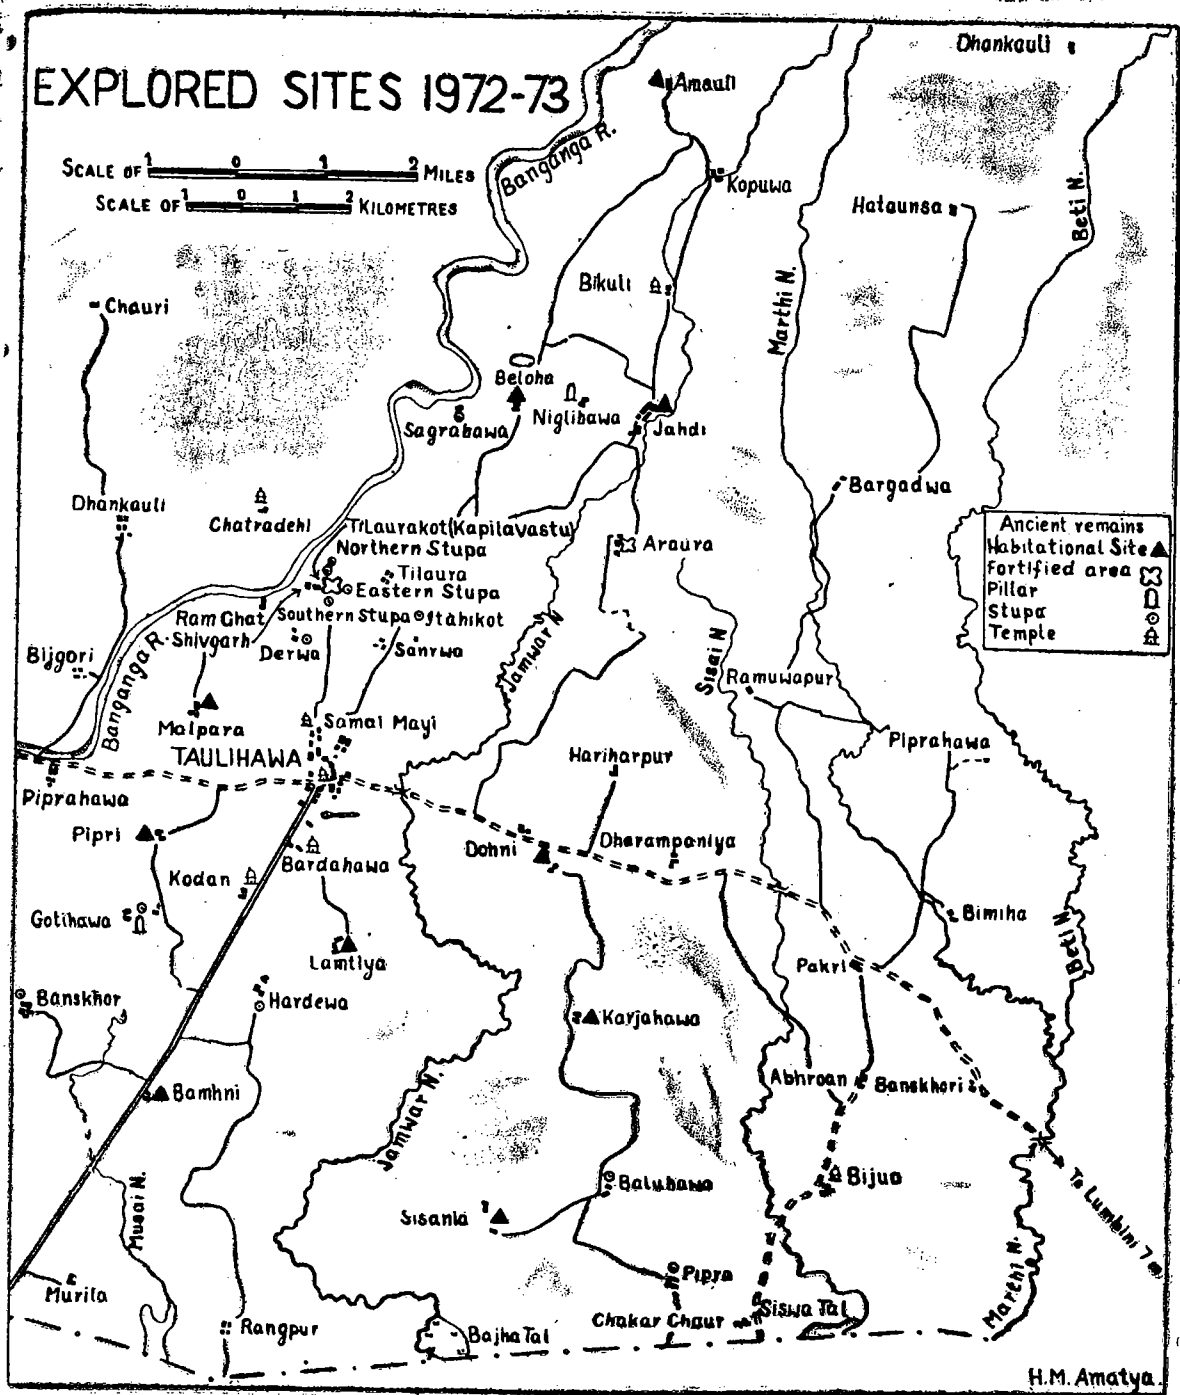 Dhankauli
EXPLORED SITES 1972-73
Amauli
Banganga R.
SCALE OF 1 0 1 2 MILES
SCALE OF 1 0 1 2 KILOMETRES
Kopuwa
Hataunsa
Beti N.
Marthi N.
Bikuli
Chauri
Beloha
Niglibawa
Sagrahawa
Jahdi
Bargadwa
Dhankauli
Chatradehi
TiLaurakot(Kapilavastu)
Northern Stupa
Tilaura
Eastern Stupa
Araura
Ancient remains
Habitational Site
Fortified area
Pillar
Stupa
Temple
Ram Ghat
Southern Stupa
Itahikot
Shivgarh
Derwa
Sanrwa
Jamwar N
Sisai N
Bijgori
Banganga R.
Ramuwapur
Malpara
Samai Mayi
TAULIHAWA
Hariharpur
Piprahawa
Piprahawa
Pipri
Dohni
Dharampaniya
Bardahawa
Kodan
Gotihawa
Bimiha
Beti N.
Lamtiya
Pakri
Banskhor
Hardewa
Karjahawa
Bamhni
Abhroan
Banskhori
Jamwar N.
Musai N.
Bijua
Baluhawa
Sisania
To Lumbini 7
Marthi N.
Murila
Pipra
Siswa Tal
Chakar Chaur
Rangpur
Bajha Tal
H.M. Amatya.